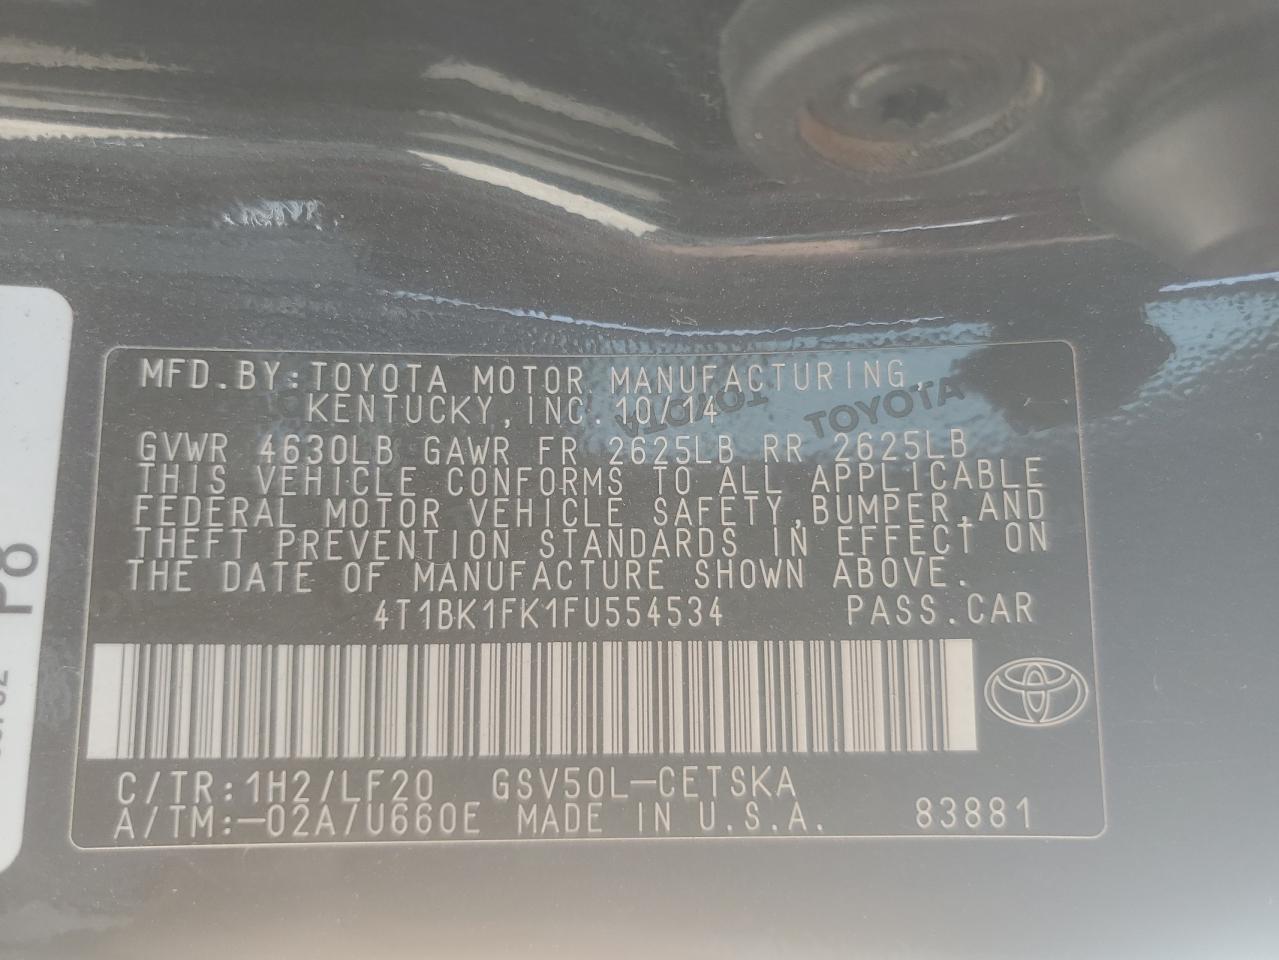 MFD.BY:TOYOTA MOTOR MANUFACTURING,
KENTUCKY,INC. 10/14
TOYOTA TOYOTA
GVWR 4630LB GAWR FR 2625LB RR 2625LB
THIS VEHICLE CONFORMS TO ALL APPLICABLE
FEDERAL MOTOR VEHICLE SAFETY,BUMPER,AND
THEFT PREVENTION STANDARDS IN EFFECT ON
THE DATE OF MANUFACTURE SHOWN ABOVE.
4T1BK1FK1FU554534 PASS.CAR
C/TR:1H2/LF20 GSV50L-CETSKA
A/TM:-02A/U660E MADE IN U.S.A. 83881
P8